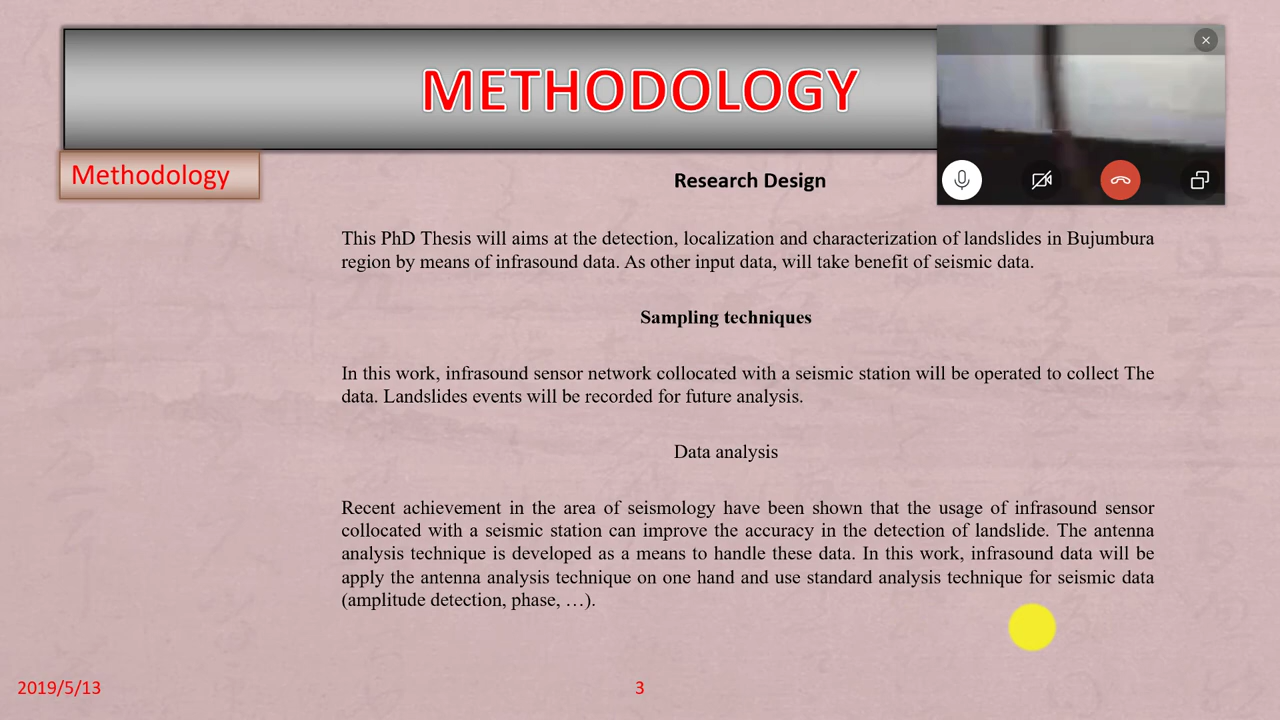 METHODOLOGY
Methodology
Research Design
This PhD Thesis will aims at the detection, localization and characterization of landslides in Bujumbura
region by means of infrasound data. As other input data, will take benefit of seismic data.
Sampling techniques
In this work, infrasound sensor network collocated with a seismic station will be operated to collect The
data. Landslides events will be recorded for future analysis.
Data analysis
Recent achievement in the area of seismology have been shown that the usage of infrasound sensor
collocated with a seismic station can improve the accuracy in the detection of landslide. The antenna
analysis technique is developed as a means to handle these data. In this work, infrasound data will be
apply the antenna analysis technique on one hand and use standard analysis technique for seismic data
(amplitude detection, phase, …).
2019/5/13
3